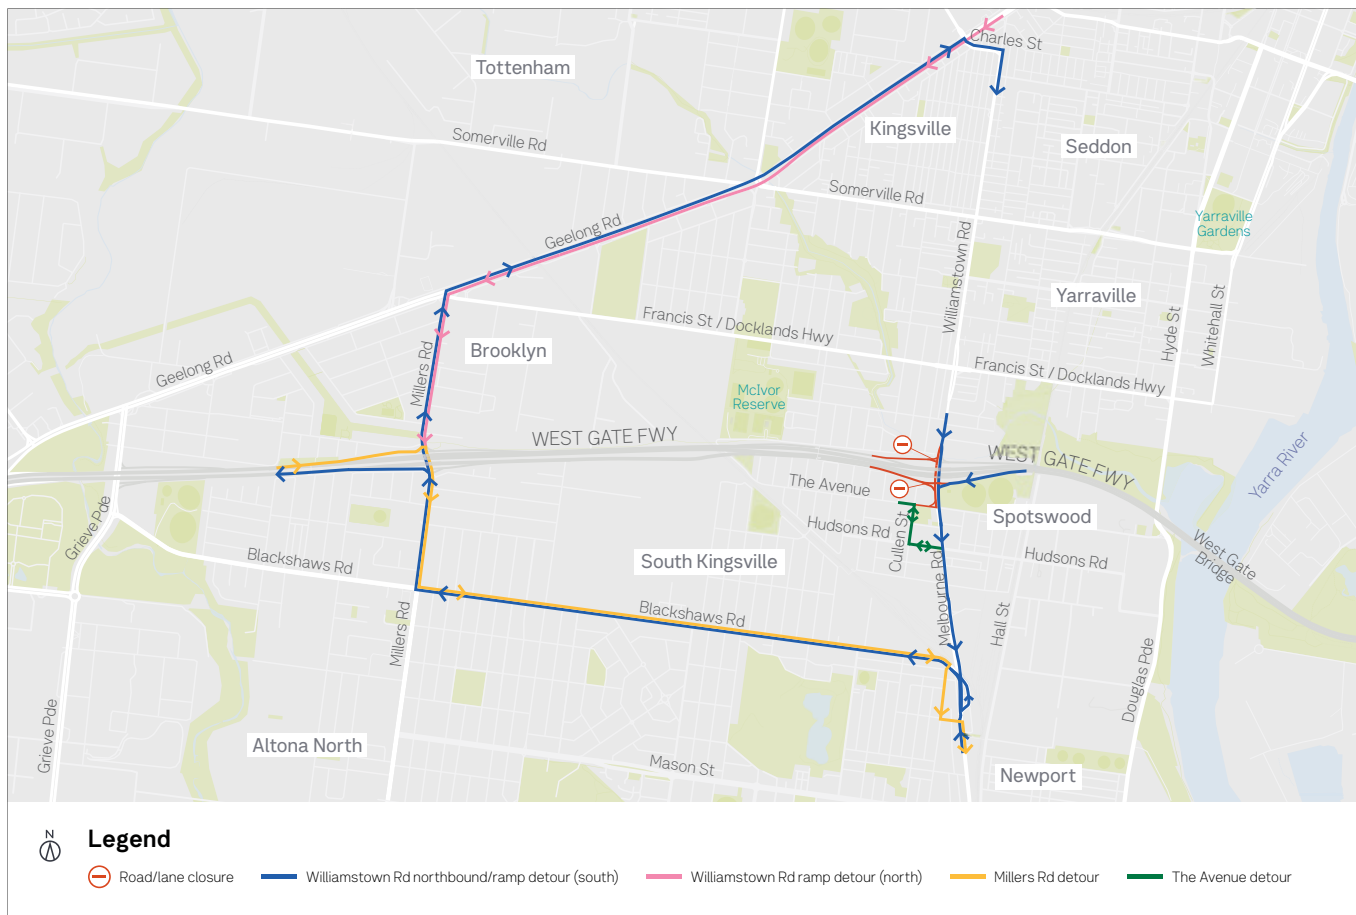 Charles St
Tottenham
Kingsville
Somerville Rd
Seddon
Somerville Rd
Yarraville
Gardens
Geelong Rd
Williamstown Rd
Yarraville
Whitehall St
Hyde St
Francis St / Docklands Hwy
Brooklyn
Millers Rd
Geelong Rd
Francis St / Docklands Hwy
McIvor
Reserve
WEST GATE FWY
WEST GATE FWY
Yarra River
The Avenue
Grieve Pde
Hudsons Rd
Cullen St
Spotswood
West Gate
Bridge
Blackshaws Rd
South Kingsville
Hudsons Rd
Melbourne Rd
Hall St
Blackshaws Rd
Millers Rd
Douglas Pde
Grieve Pde
Altona North
Mason St
Newport
N
Legend
Road/lane closure
Williamstown Rd northbound/ramp detour (south)
Williamstown Rd ramp detour (north)
Millers Rd detour
The Avenue detour